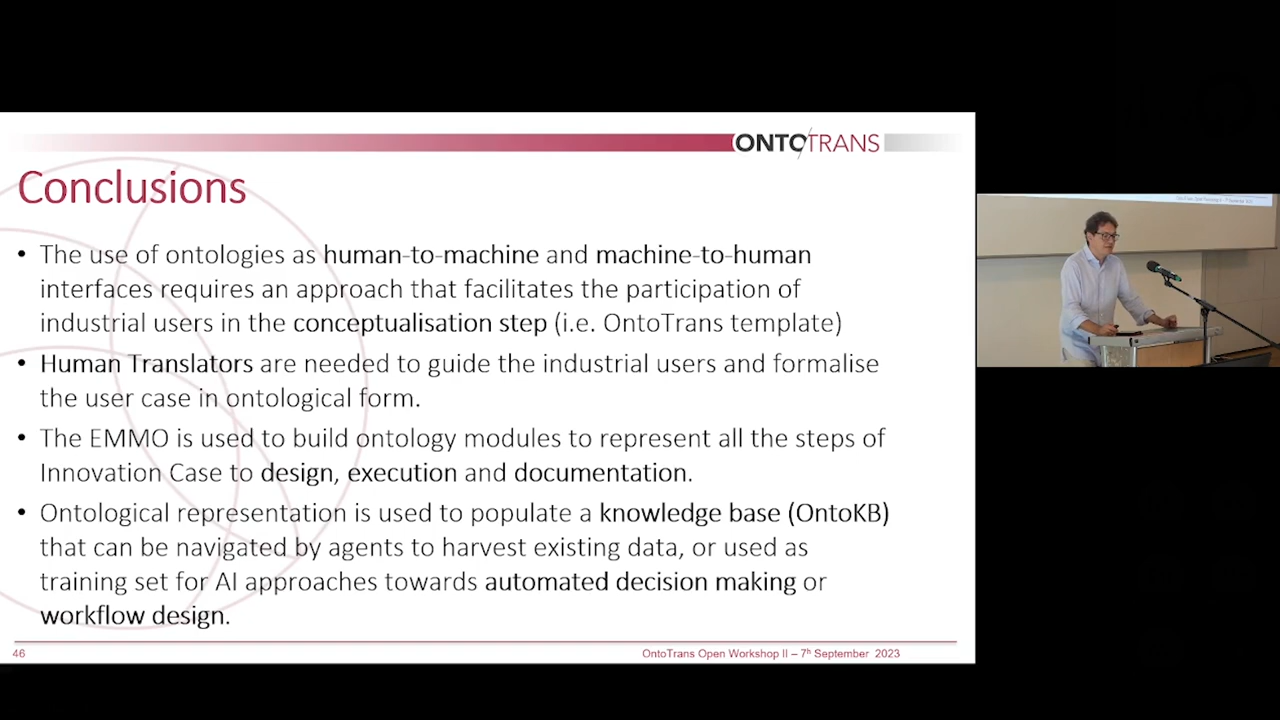 ONTOTRANS
Conclusions
• The use of ontologies as human-to-machine and machine-to-human
interfaces requires an approach that facilitates the participation of
industrial users in the conceptualisation step (i.e. OntoTrans template)
• Human Translators are needed to guide the industrial users and formalise
the user case in ontological form.
• The EMMO is used to build ontology modules to represent all the steps of
Innovation Case to design, execution and documentation.
• Ontological representation is used to populate a knowledge base (OntoKB)
that can be navigated by agents to harvest existing data, or used as
training set for AI approaches towards automated decision making or
workflow design.
46
OntoTrans Open Workshop II – 7th September 2023